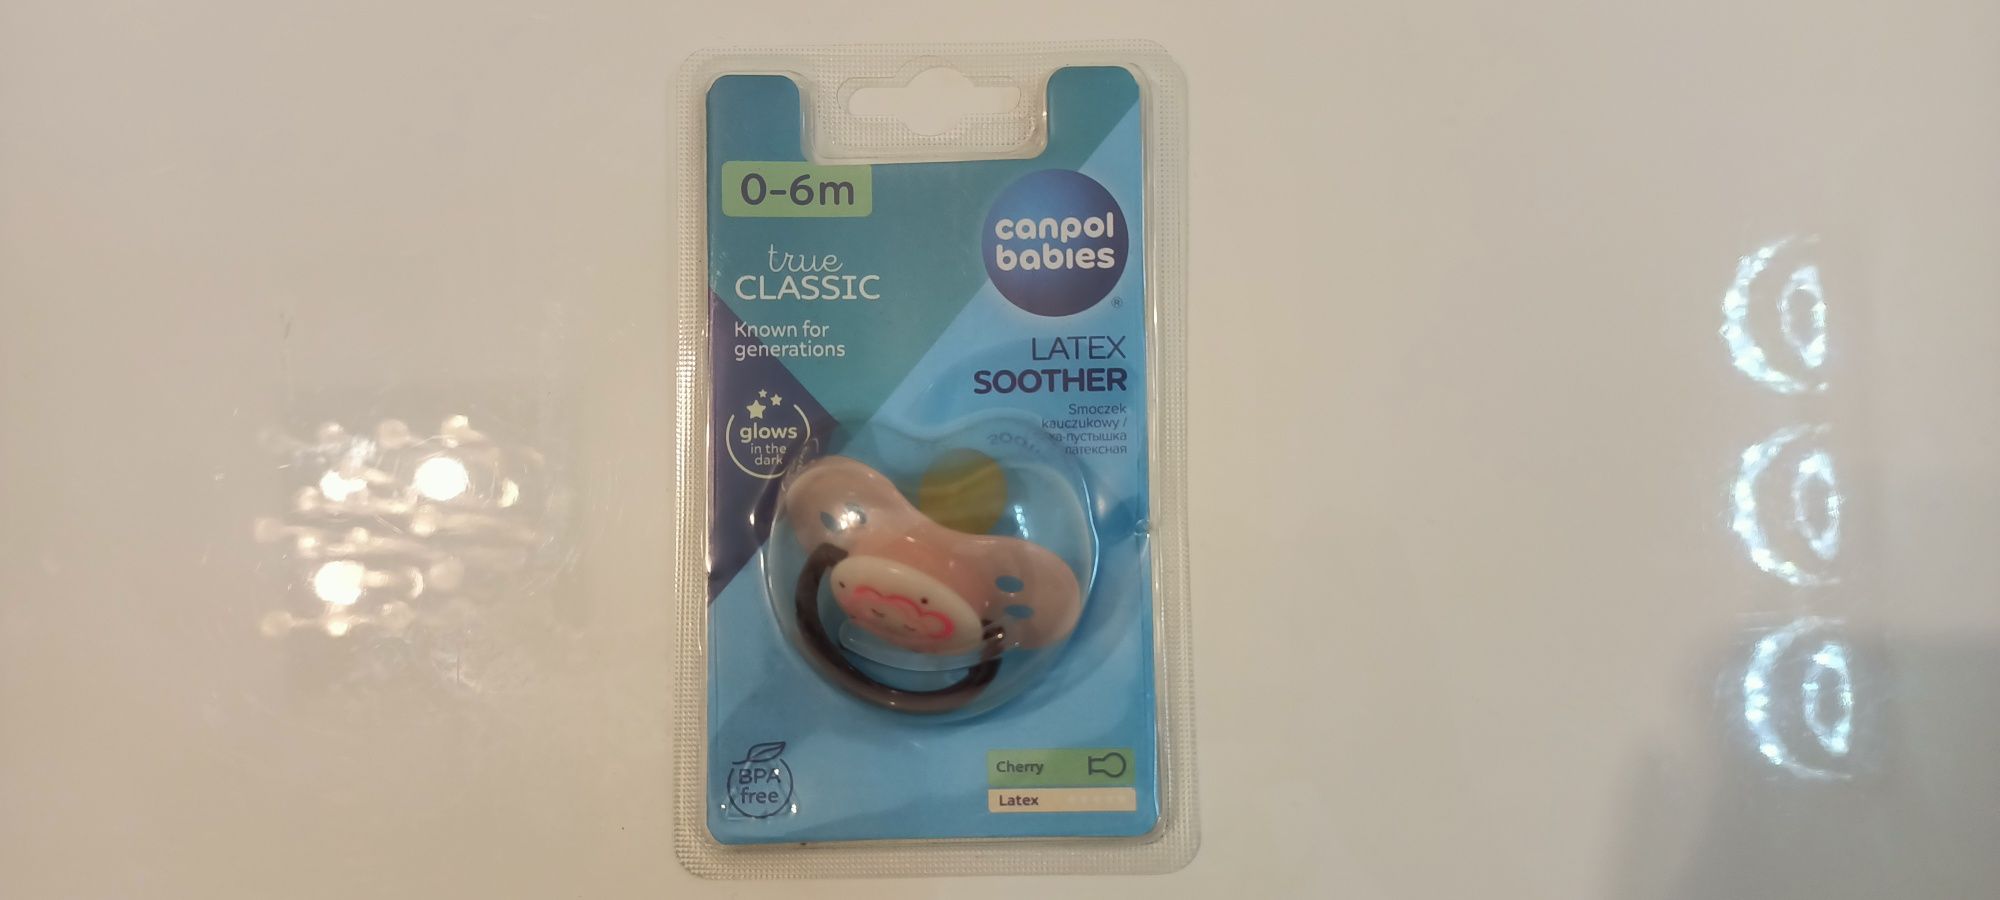 0-6m
canpol
babies
®
true
CLASSIC
Known for
generations
LATEX
SOOTHER
Smoczek
kauczukowy /
glows
in the
dark
BPA
free
Cherry
Latex